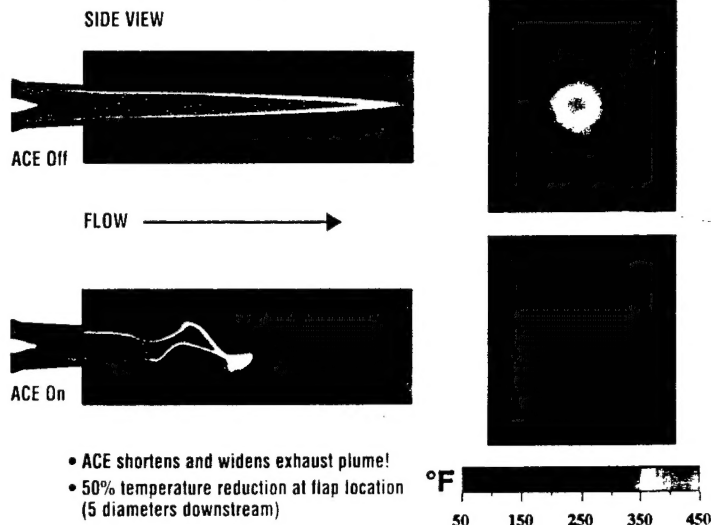 SIDE VIEW
ACE Off
FLOW
ACE On
• ACE shortens and widens exhaust plume!
• 50% temperature reduction at flap location
(5 diameters downstream)
°F
50 150 250 350 450